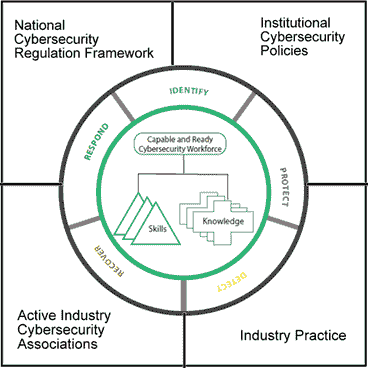 National
Cybersecurity
Regulation Framework
Institutional
Cybersecurity
Policies
IDENTIFY
RESPOND
PROTECT
Capable and Ready
Cybersecurity Workforce
Skills
Knowledge
RECOVER
DETECT
Active Industry
Cybersecurity
Associations
Industry Practice